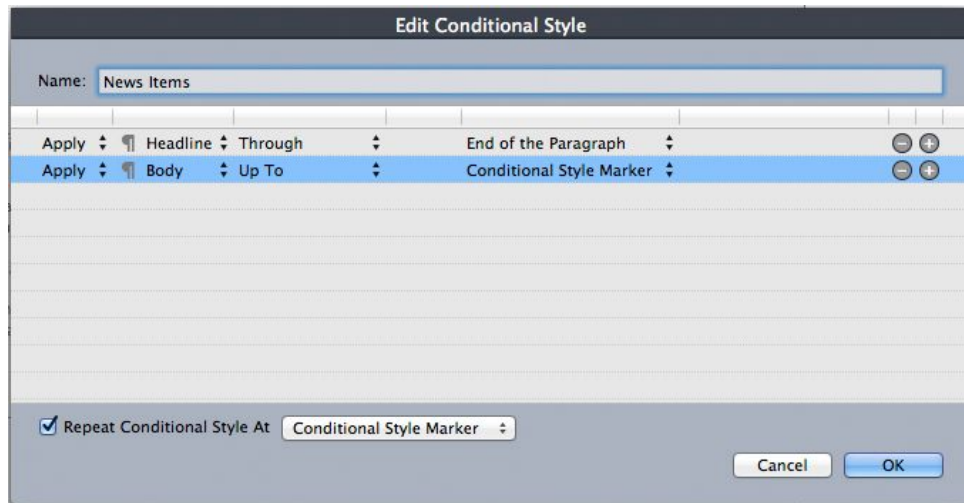 Edit Conditional Style
Name: News Items
Apply ¶ Headline Through End of the Paragraph
Apply ¶ Body Up To Conditional Style Marker
Repeat Conditional Style At Conditional Style Marker
Cancel OK